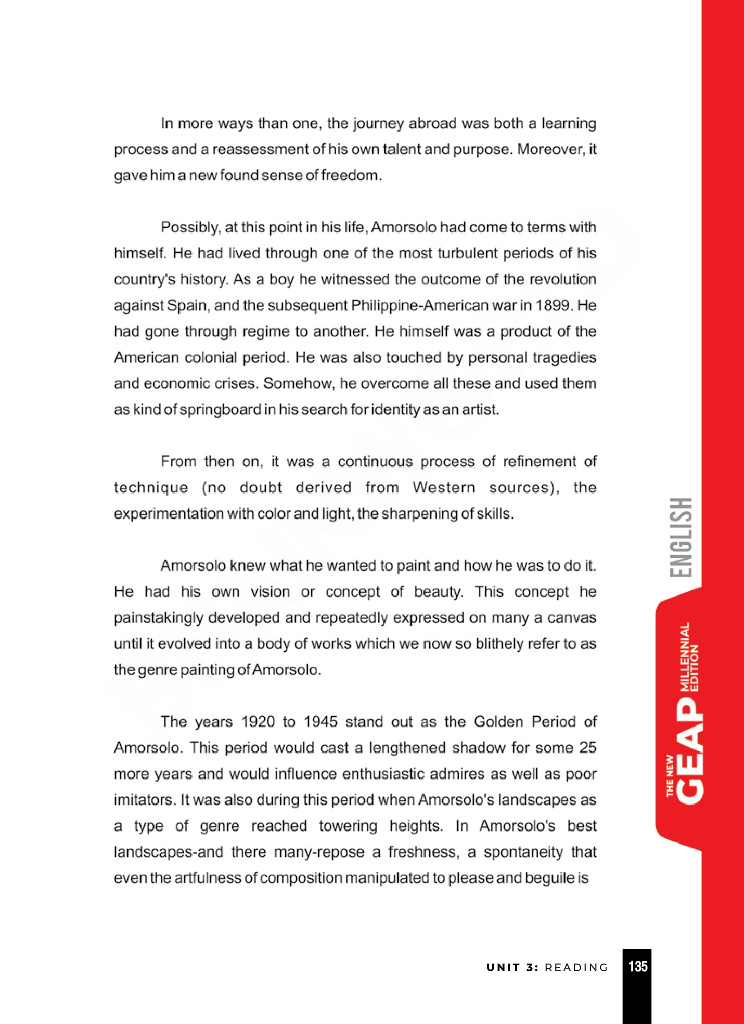 In more ways than one, the journey abroad was both a learning
process and a reassessment of his own talent and purpose. Moreover, it
gave him a new found sense of freedom.
Possibly, at this point in his life, Amorsolo had come to terms with
himself. He had lived through one of the most turbulent periods of his
country's history. As a boy he witnessed the outcome of the revolution
against Spain, and the subsequent Philippine-American war in 1899. He
had gone through regime to another. He himself was a product of the
American colonial period. He was also touched by personal tragedies
and economic crises. Somehow, he overcome all these and used them
as kind of springboard in his search for identity as an artist.
From then on, it was a continuous process of refinement of
technique (no doubt derived from Western sources), the
experimentation with color and light, the sharpening of skills.
Amorsolo knew what he wanted to paint and how he was to do it.
He had his own vision or concept of beauty. This concept he
painstakingly developed and repeatedly expressed on many a canvas
until it evolved into a body of works which we now so blithely refer to as
the genre painting of Amorsolo.
The years 1920 to 1945 stand out as the Golden Period of
Amorsolo. This period would cast a lengthened shadow for some 25
more years and would influence enthusiastic admires as well as poor
imitators. It was also during this period when Amorsolo's landscapes as
a type of genre reached towering heights. In Amorsolo's best
landscapes-and there many-repose a freshness, a spontaneity that
even the artfulness of composition manipulated to please and beguile is
ENGLISH
THE NEW
GEAP
MILLENNIAL
EDITION
UNIT 3: READING
135